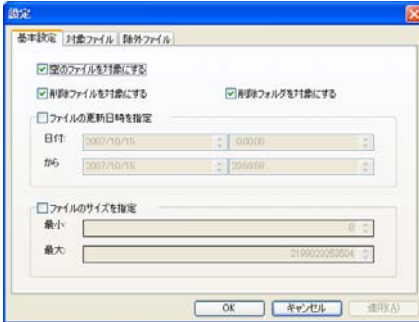 設定
基本設定 対象ファイル 除外ファイル
空のファイルを対象にする
削除ファイルを対象にする 削除フォルダを対象にする
ファイルの更新日時を指定
日付: 2007/10/15 0:00:00
から 2007/10/15 23:59:59
ファイルのサイズを指定
最小: 0
最大:
OK キャンセル 適用(A)